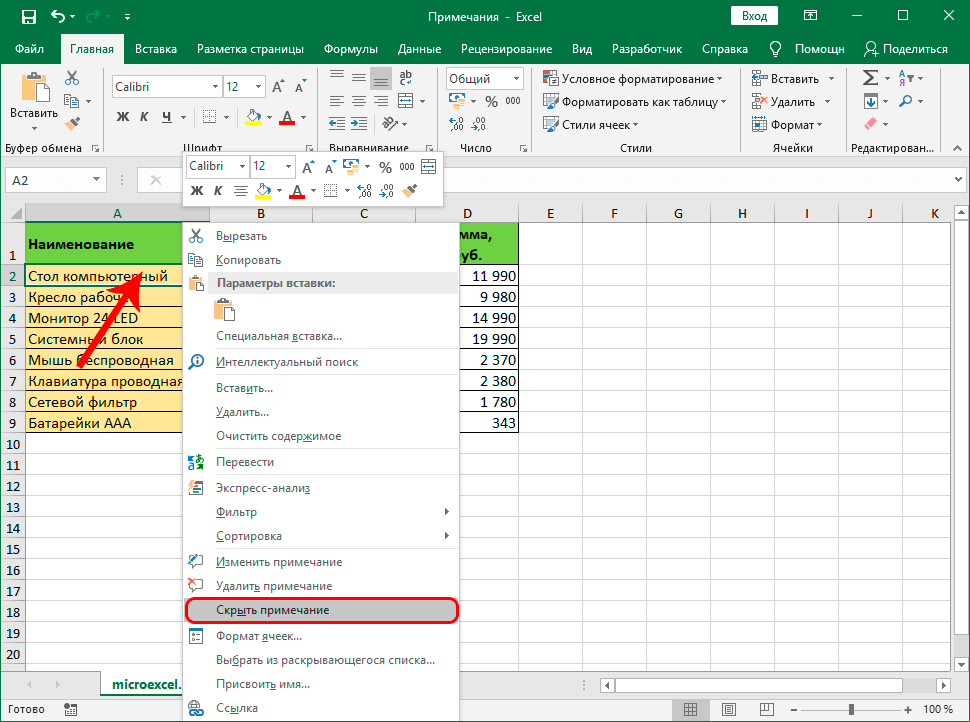 Примечания - Excel
Вход
Файл Главная Вставка Разметка страницы Формулы Данные Рецензирование Вид Разработчик Справка Помощн Поделиться
Вставить
Calibri 12
Ж К Ч
Общий
% 000
Условное форматирование
Форматировать как таблицу
Стили ячеек
Вставить
Удалить
Формат
Буфер обмена Шрифт Выравнивание Число Стили Ячейки Редактирован...
Calibri 12 % 000
Ж К
A2
A B C D E F G H I J K
1 Наименование мма,
уб.
2 Стол компьютерный 11 990
3 Кресло рабоч 9 980
4 Монитор 24 LED 14 990
5 Системный блок 19 990
6 Мышь беспроводная 2 370
7 Клавиатура проводная 2 380
8 Сетевой фильтр 1 780
9 Батарейки ААА 343
10
11
12
13
14
15
16
17
18
19
20
Вырезать
Копировать
Параметры вставки:
Специальная вставка...
Интеллектуальный поиск
Вставить...
Удалить...
Очистить содержимое
Перевести
Экспресс-анализ
Фильтр
Сортировка
Изменить примечание
Удалить примечание
Скрыть примечание
Формат ячеек...
Выбрать из раскрывающегося списка...
Присвоить имя...
Ссылка
microexcel.
Готово
100 %